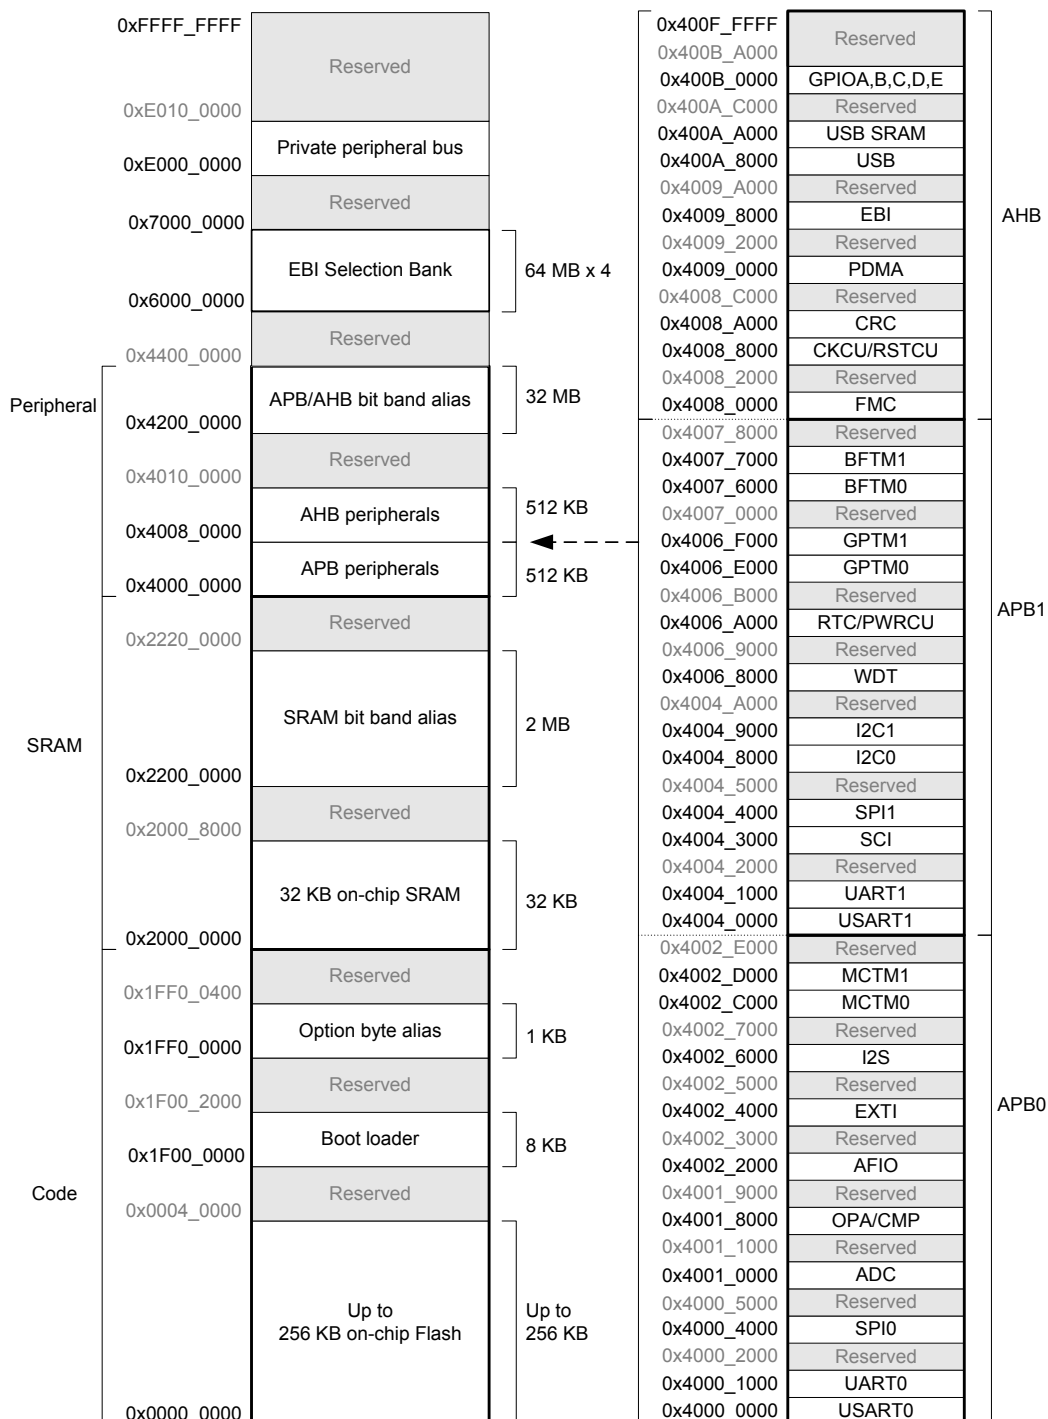 0xFFFF_FFFF
Reserved
0xE010_0000
Private peripheral bus
0xE000_0000
Reserved
0x7000_0000
EBI Selection Bank
64 MB x 4
0x6000_0000
Reserved
0x4400_0000
Peripheral
APB/AHB bit band alias
32 MB
0x4200_0000
Reserved
0x4010_0000
AHB peripherals
512 KB
0x4008_0000
APB peripherals
512 KB
0x4000_0000
Reserved
0x2220_0000
SRAM
SRAM bit band alias
2 MB
0x2200_0000
Reserved
0x2000_8000
32 KB on-chip SRAM
32 KB
0x2000_0000
Reserved
0x1FF0_0400
Option byte alias
1 KB
0x1FF0_0000
Reserved
0x1F00_2000
Boot loader
8 KB
0x1F00_0000
Code
Reserved
0x0004_0000
Up to
256 KB on-chip Flash
Up to
256 KB
0x0000_0000
0x400F_FFFF
Reserved
0x400B_A000
0x400B_0000 GPIOA,B,C,D,E
0x400A_C000 Reserved
0x400A_A000 USB SRAM
0x400A_8000 USB
0x4009_A000 Reserved
0x4009_8000 EBI
AHB
0x4009_2000 Reserved
0x4009_0000 PDMA
0x4008_C000 Reserved
0x4008_A000 CRC
0x4008_8000 CKCU/RSTCU
0x4008_2000 Reserved
0x4008_0000 FMC
0x4007_8000 Reserved
0x4007_7000 BFTM1
0x4007_6000 BFTM0
0x4007_0000 Reserved
0x4006_F000 GPTM1
0x4006_E000 GPTM0
0x4006_B000 Reserved
APB1
0x4006_A000 RTC/PWRCU
0x4006_9000 Reserved
0x4006_8000 WDT
0x4004_A000 Reserved
0x4004_9000 I2C1
0x4004_8000 I2C0
0x4004_5000 Reserved
0x4004_4000 SPI1
0x4004_3000 SCI
0x4004_2000 Reserved
0x4004_1000 UART1
0x4004_0000 USART1
0x4002_E000 Reserved
0x4002_D000 MCTM1
0x4002_C000 MCTM0
0x4002_7000 Reserved
0x4002_6000 I2S
0x4002_5000 Reserved
0x4002_4000 EXTI
APB0
0x4002_3000 Reserved
0x4002_2000 AFIO
0x4001_9000 Reserved
0x4001_8000 OPA/CMP
0x4001_1000 Reserved
0x4001_0000 ADC
0x4000_5000 Reserved
0x4000_4000 SPI0
0x4000_2000 Reserved
0x4000_1000 UART0
0x4000_0000 USART0